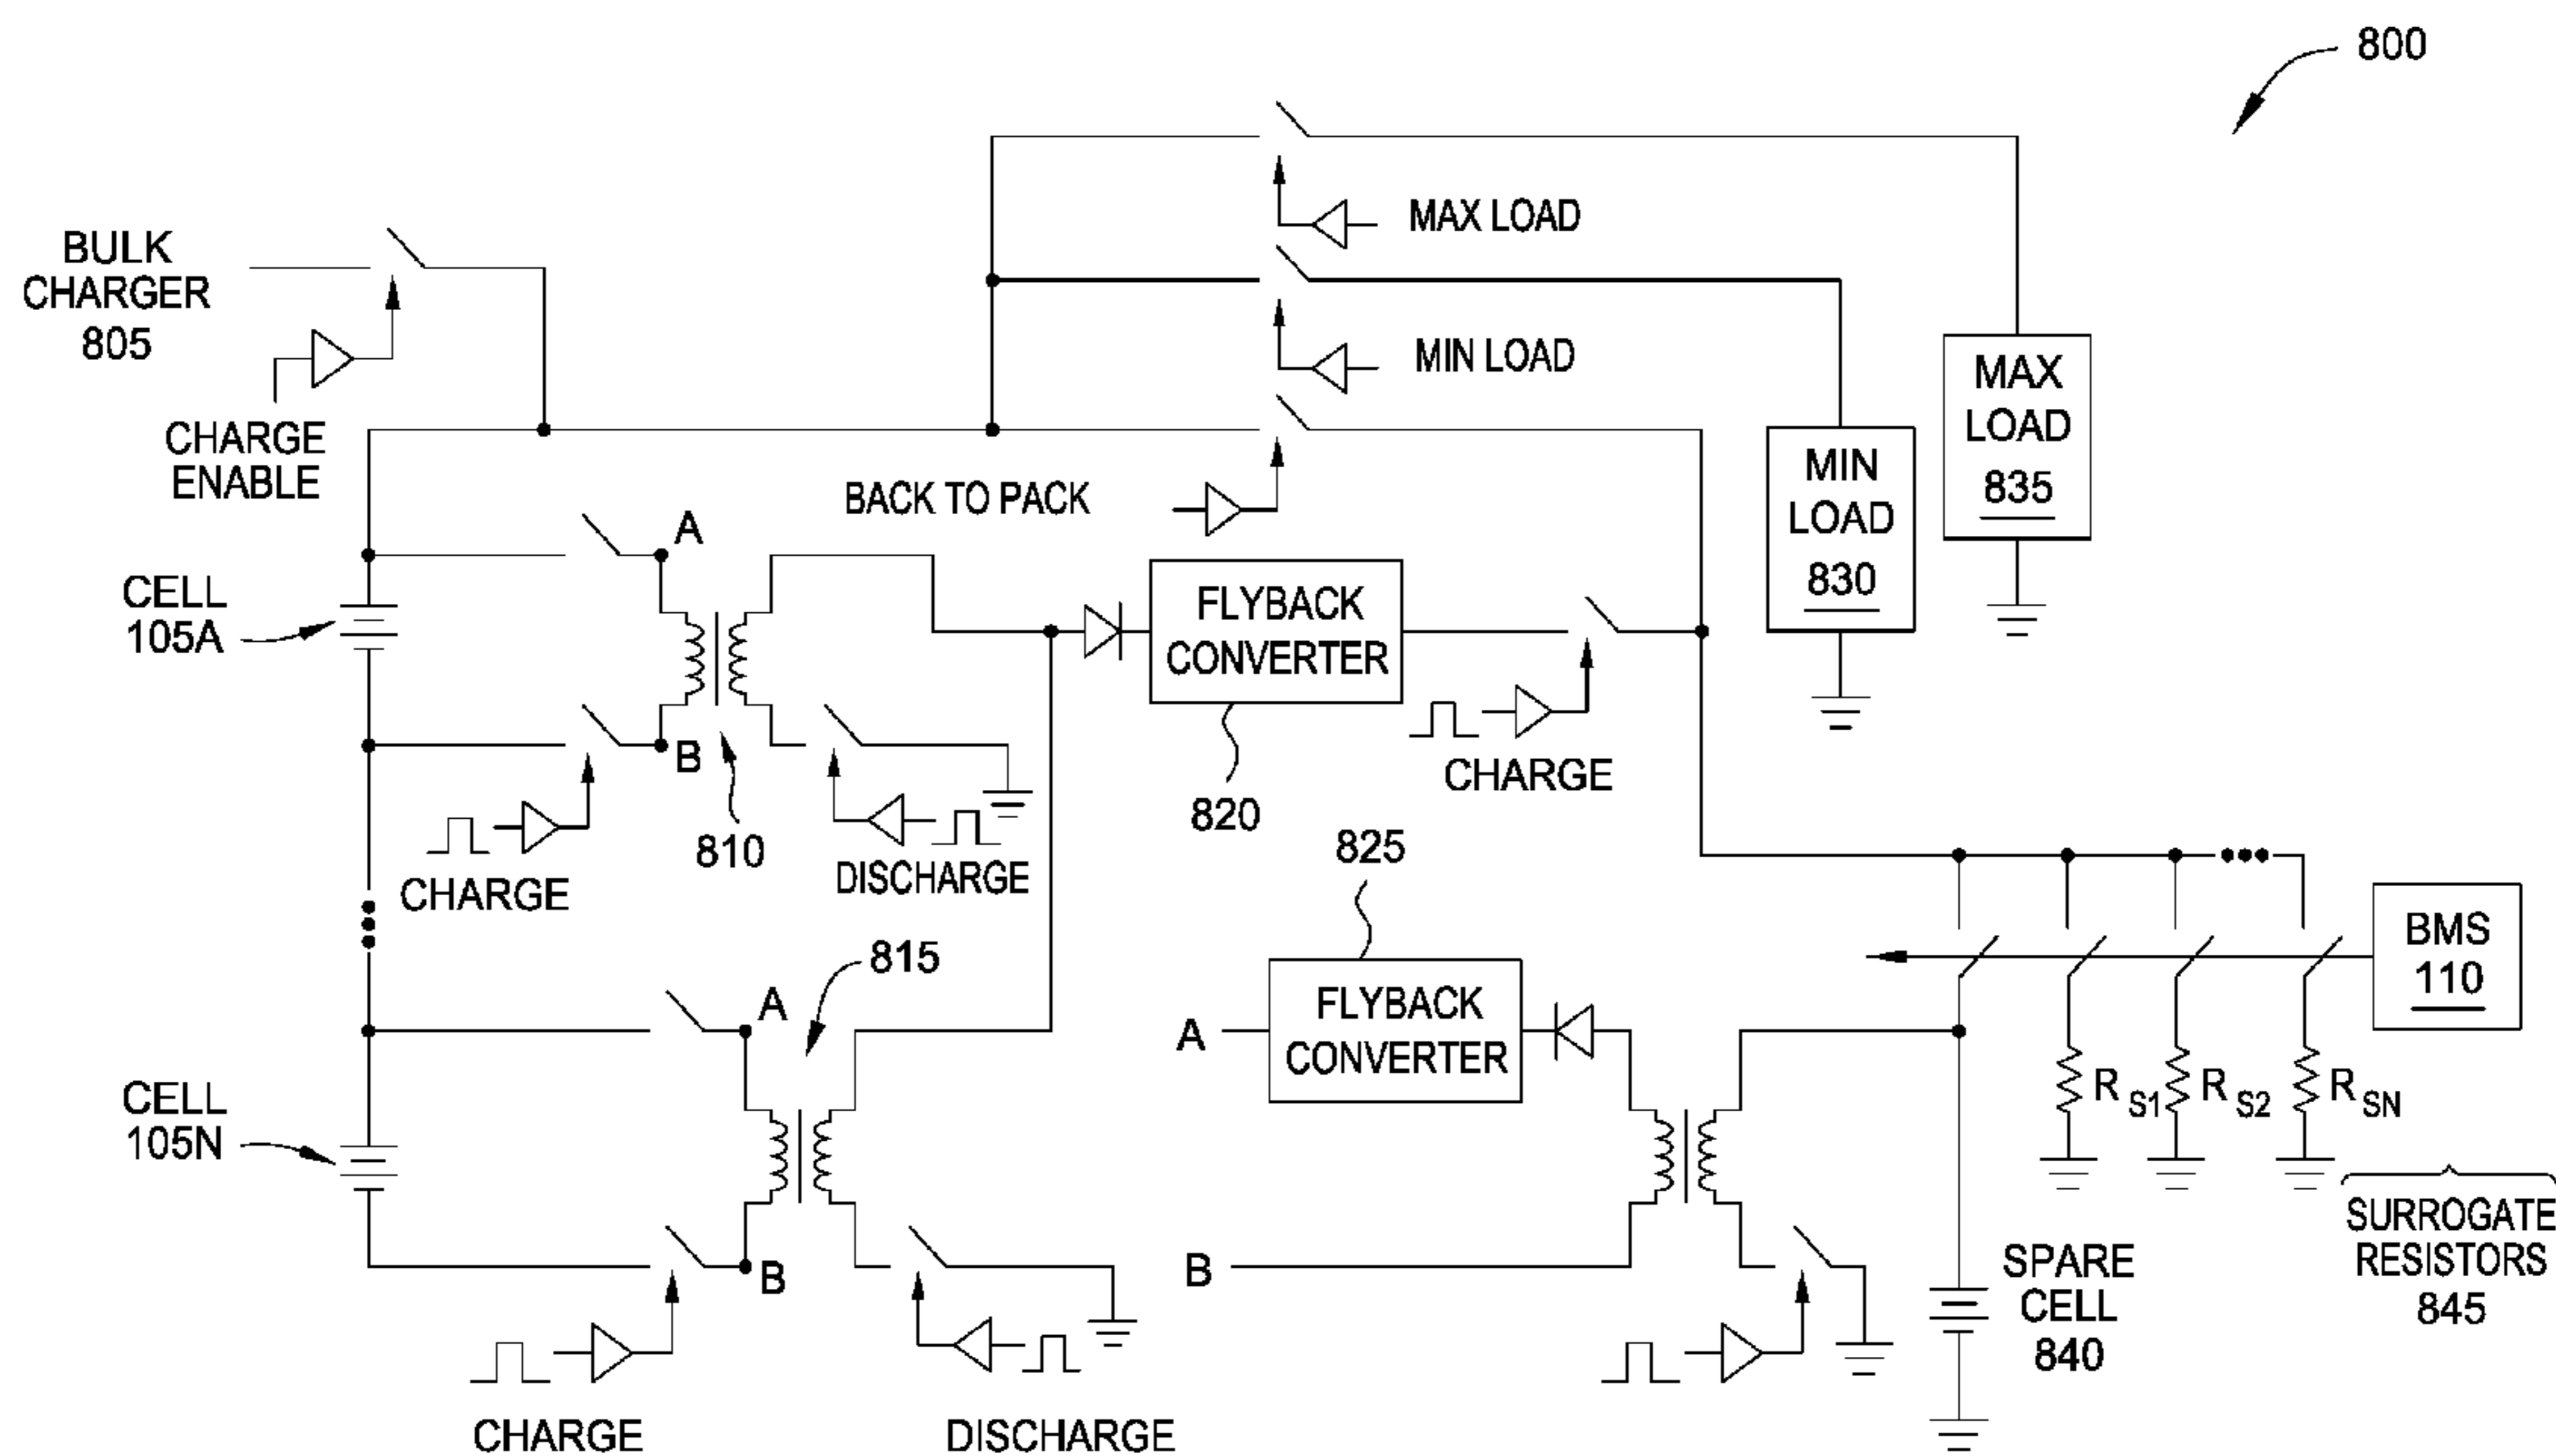 800
MAX LOAD
BULK
CHARGER
805
MIN LOAD
CHARGE
ENABLE
MAX
LOAD
835
MIN
LOAD
830
BACK TO PACK
A
CELL
105A
FLYBACK
CONVERTER
B
810
820
CHARGE
CHARGE
DISCHARGE
825
815
BMS
110
A
A
FLYBACK
CONVERTER
CELL
105N
R S1
R S2
R SN
B
B
SPARE
CELL
840
SURROGATE
RESISTORS
845
CHARGE
DISCHARGE